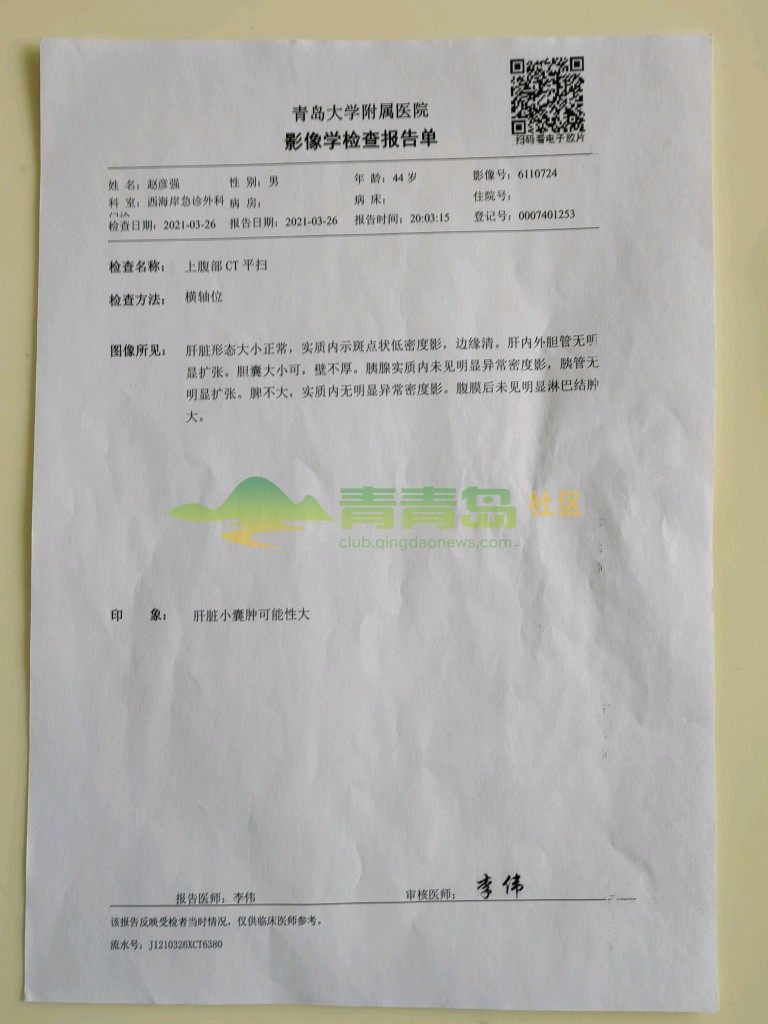 扫码看电子胶片
青岛大学附属医院
影像学检查报告单
姓 名：赵彦强 性 别：男 年 龄：44 岁 影像号：6110724
科 室：西海岸急诊外科门诊 病 房： 病 床： 住院号：
检查日期：2021-03-26 报告日期：2021-03-26 报告时间：20:03:15 登记号：0007401253
检查名称： 上腹部 CT 平扫
检查方法： 横轴位
图像所见： 肝脏形态大小正常，实质内示斑点状低密度影，边缘清。肝内外胆管无明
显扩张。胆囊大小可，壁不厚。胰腺实质内未见明显异常密度影，胰管无
明显扩张。脾不大，实质内无明显异常密度影。腹膜后未见明显淋巴结肿
大。
青青岛 社区
club.qingdaonews.com
印 象： 肝脏小囊肿可能性大
报告医师：李伟 审核医师： 李伟
该报告反映受检者当时情况，仅供临床医师参考。
流水号：J1210326XCT6380